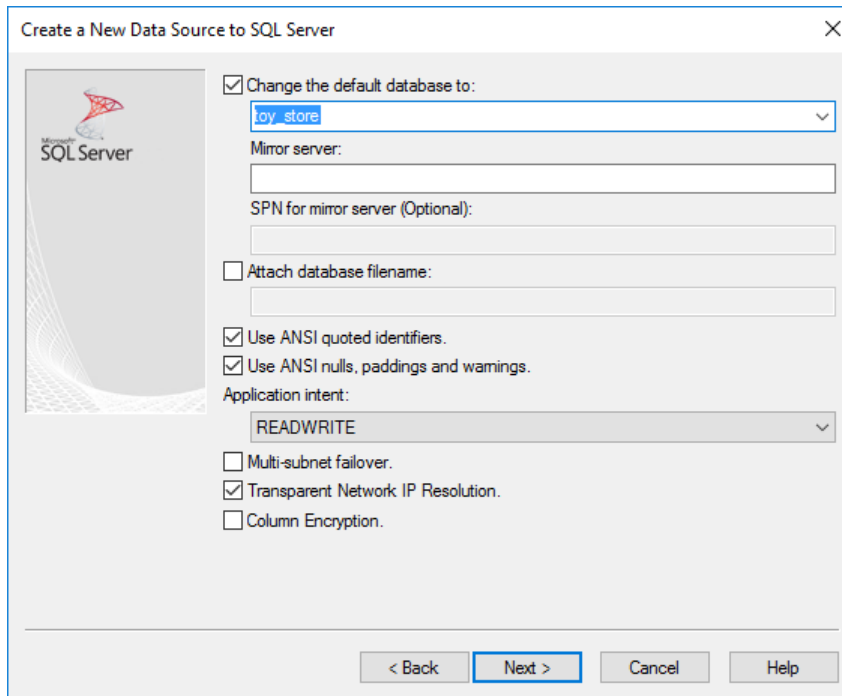 Create a New Data Source to SQL Server
Microsoft
SQL Server
Change the default database to:
toy_store
Mirror server:
SPN for mirror server (Optional):
Attach database filename:
Use ANSI quoted identifiers.
Use ANSI nulls, paddings and warnings.
Application intent:
READWRITE
Multi-subnet failover.
Transparent Network IP Resolution.
Column Encryption.
< Back
Next >
Cancel
Help